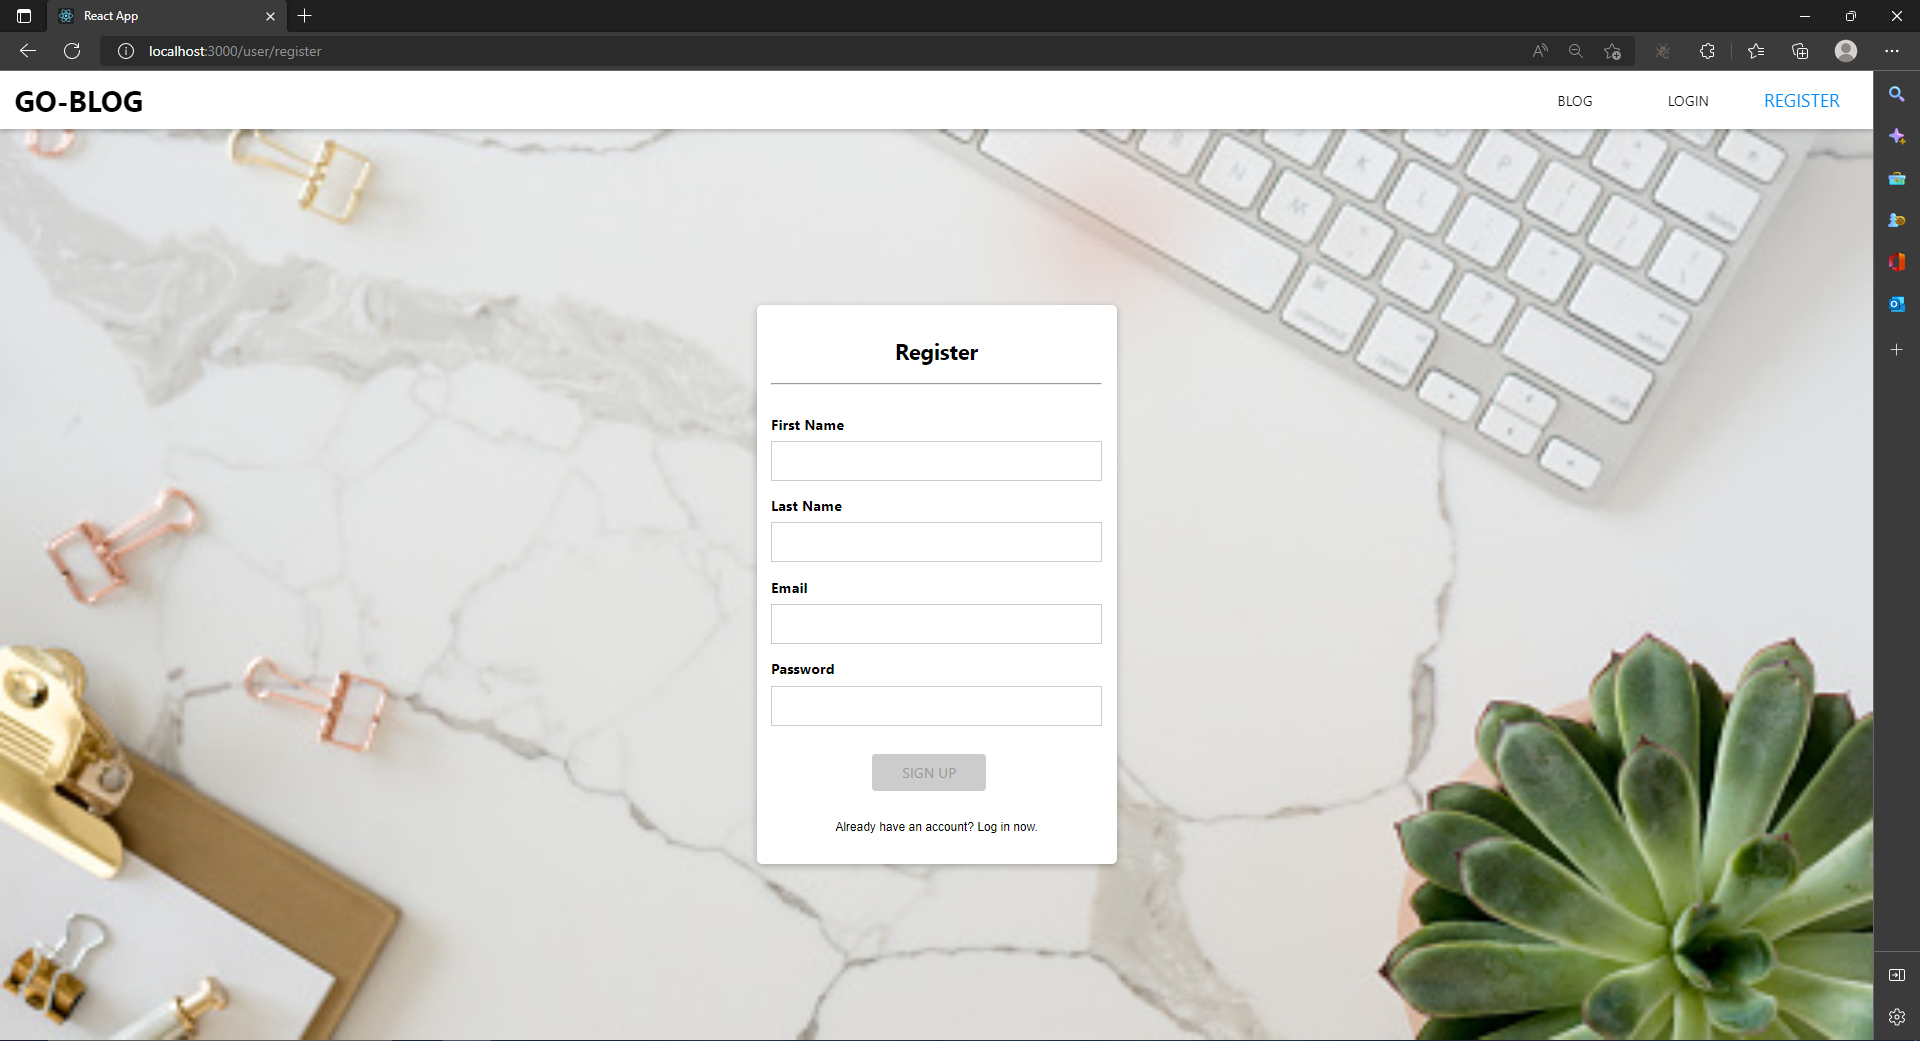 React App
localhost:3000/user/register
GO-BLOG
BLOG
LOGIN
REGISTER
Register
First Name
Last Name
Email
Password
SIGN UP
Already have an account? Log in now.